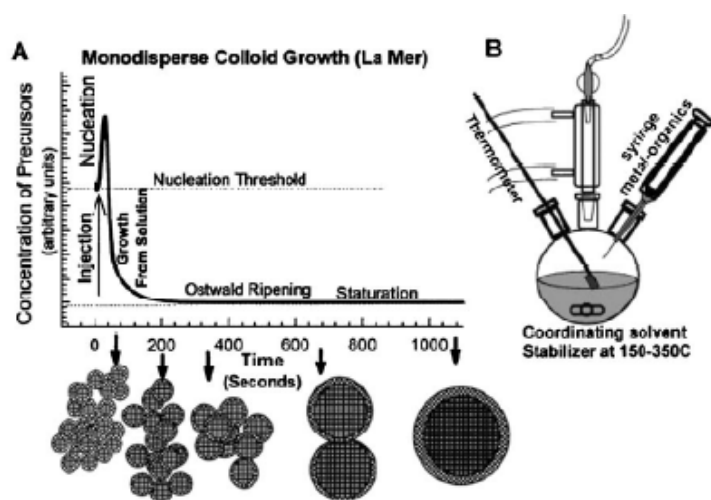 A
Monodisperse Colloid Growth (La Mer)
Concentration of Precursors
(arbitrary units)
Nucleation
Nucleation Threshold
Injection
Growth
From Solution
Ostwald Ripening
Staturation
0 200 400 600 800 1000
Time
(Seconds)
B
Thermometer
syringe
metal-organics
Coordinating solvent
Stabilizer at 150-350C